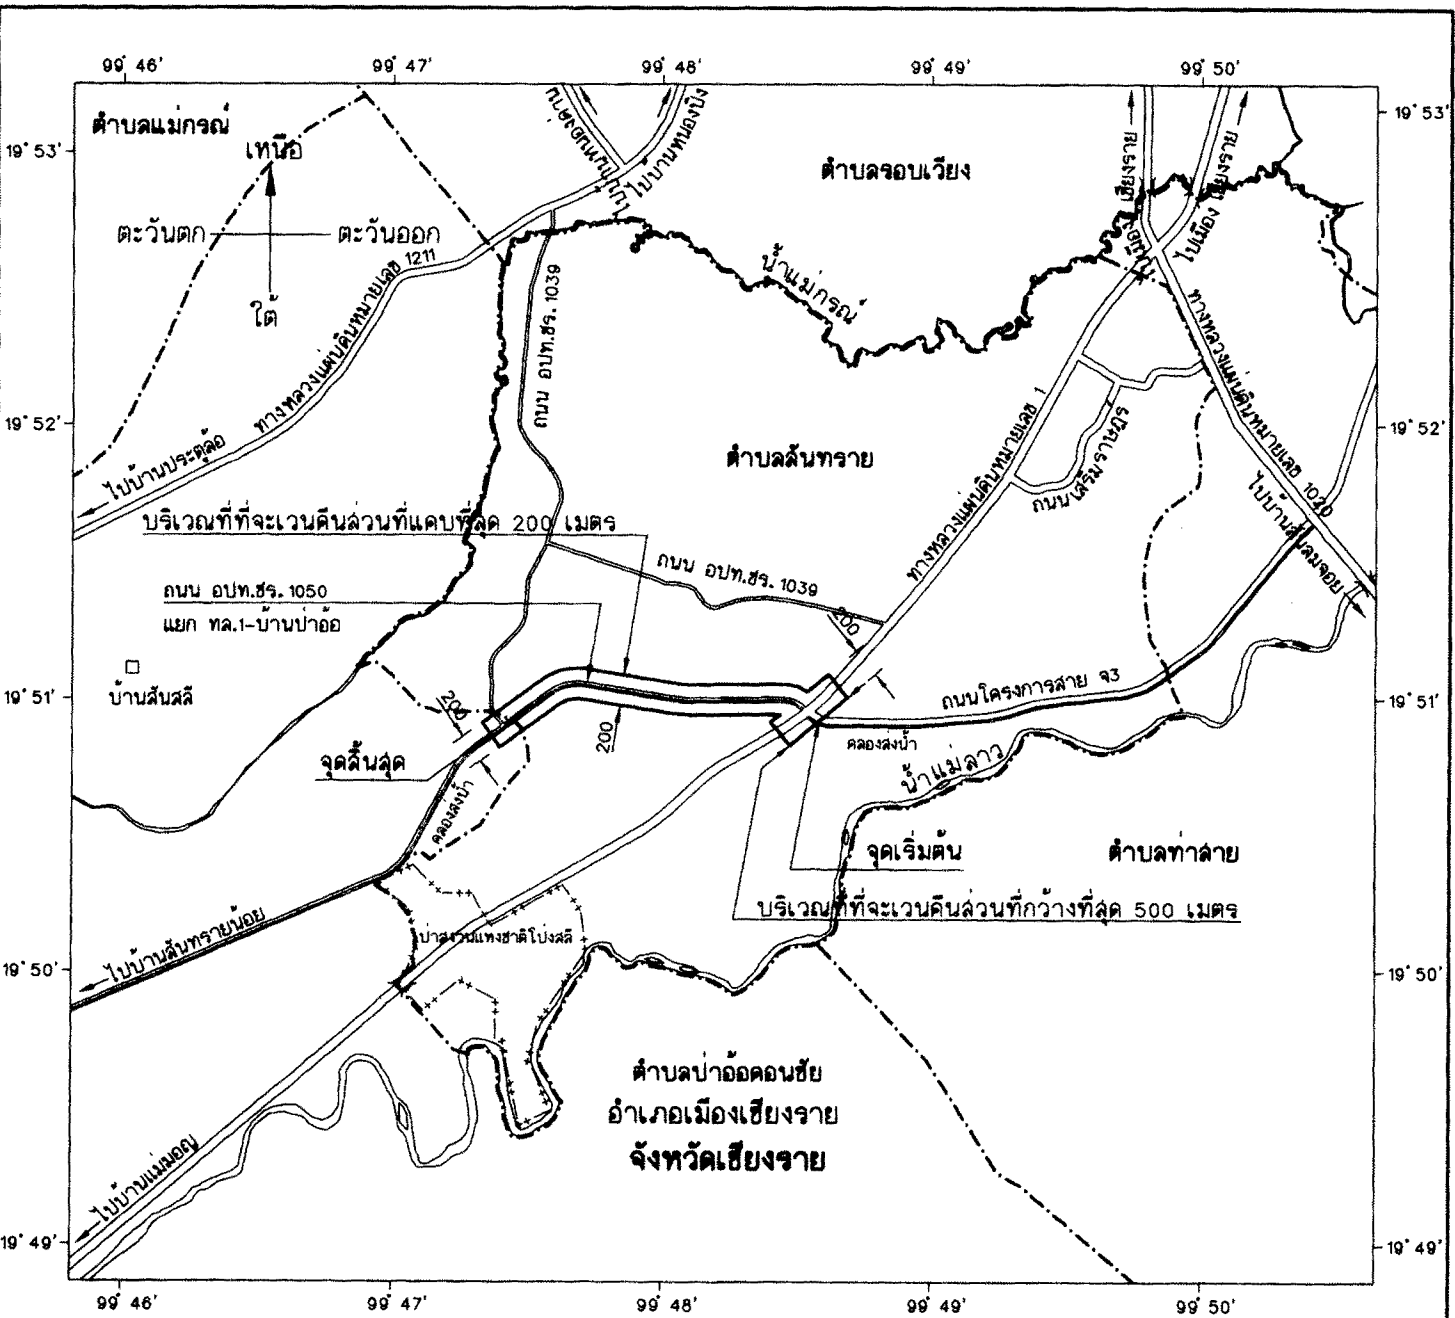 99° 46'
99° 47'
99° 48'
99° 49'
99° 50'
19° 53'
19° 53'
ตำบลแม่กรณ์
เหนือ
ตะวันตก
ตะวันออก
ใต้
ไปบ้านหนองปึ๋ง
ตำบลรอบเวียง
ไปเมือง เชียงราย
น้ำแม่กรณ์
ทางหลวงแผ่นดินหมายเลข 1211
ถนน อปท.ชร. 1039
ทางหลวงแผ่นดินหมายเลข 1020
ทางหลวงแผ่นดินหมายเลข 1
19° 52'
19° 52'
ไปบ้านประตูล้อ
ตำบลสันทราย
ถนนเสริมราษฎร
ไปบ้านสันลมจอย
บริเวณที่ที่จะเวนคืนส่วนที่แคบที่สุด 200 เมตร
ถนน อปท.ชร. 1039
ถนน อปท.ชร. 1050
แยก ทล.1-บ้านป่าอ้อ
200
บ้านสันสลี
19° 51'
19° 51'
200
200
ถนนโครงการสาย จ3
คลองส่งน้ำ
จุดสิ้นสุด
คลองส่งน้ำ
น้ำแม่ลาว
จุดเริ่มต้น
ตำบลท่าสาย
บริเวณที่ที่จะเวนคืนส่วนที่กว้างที่สุด 500 เมตร
ไปบ้านสันทรายน้อย
ป่าสงวนแห่งชาติโป่งสลี
19° 50'
19° 50'
ตำบลป่าอ้อดอนชัย
อำเภอเมืองเชียงราย
จังหวัดเชียงราย
ไปบ้านแม่มอญ
19° 49'
19° 49'
99° 46'
99° 47'
99° 48'
99° 49'
99° 50'